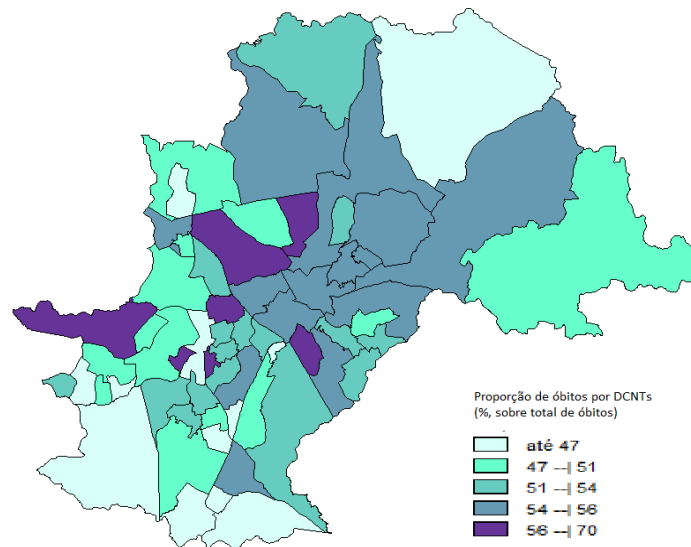 Proporção de óbitos por DCNTs
(%, sobre total de óbitos)
até 47
47 --| 51
51 --| 54
54 --| 56
56 --| 70